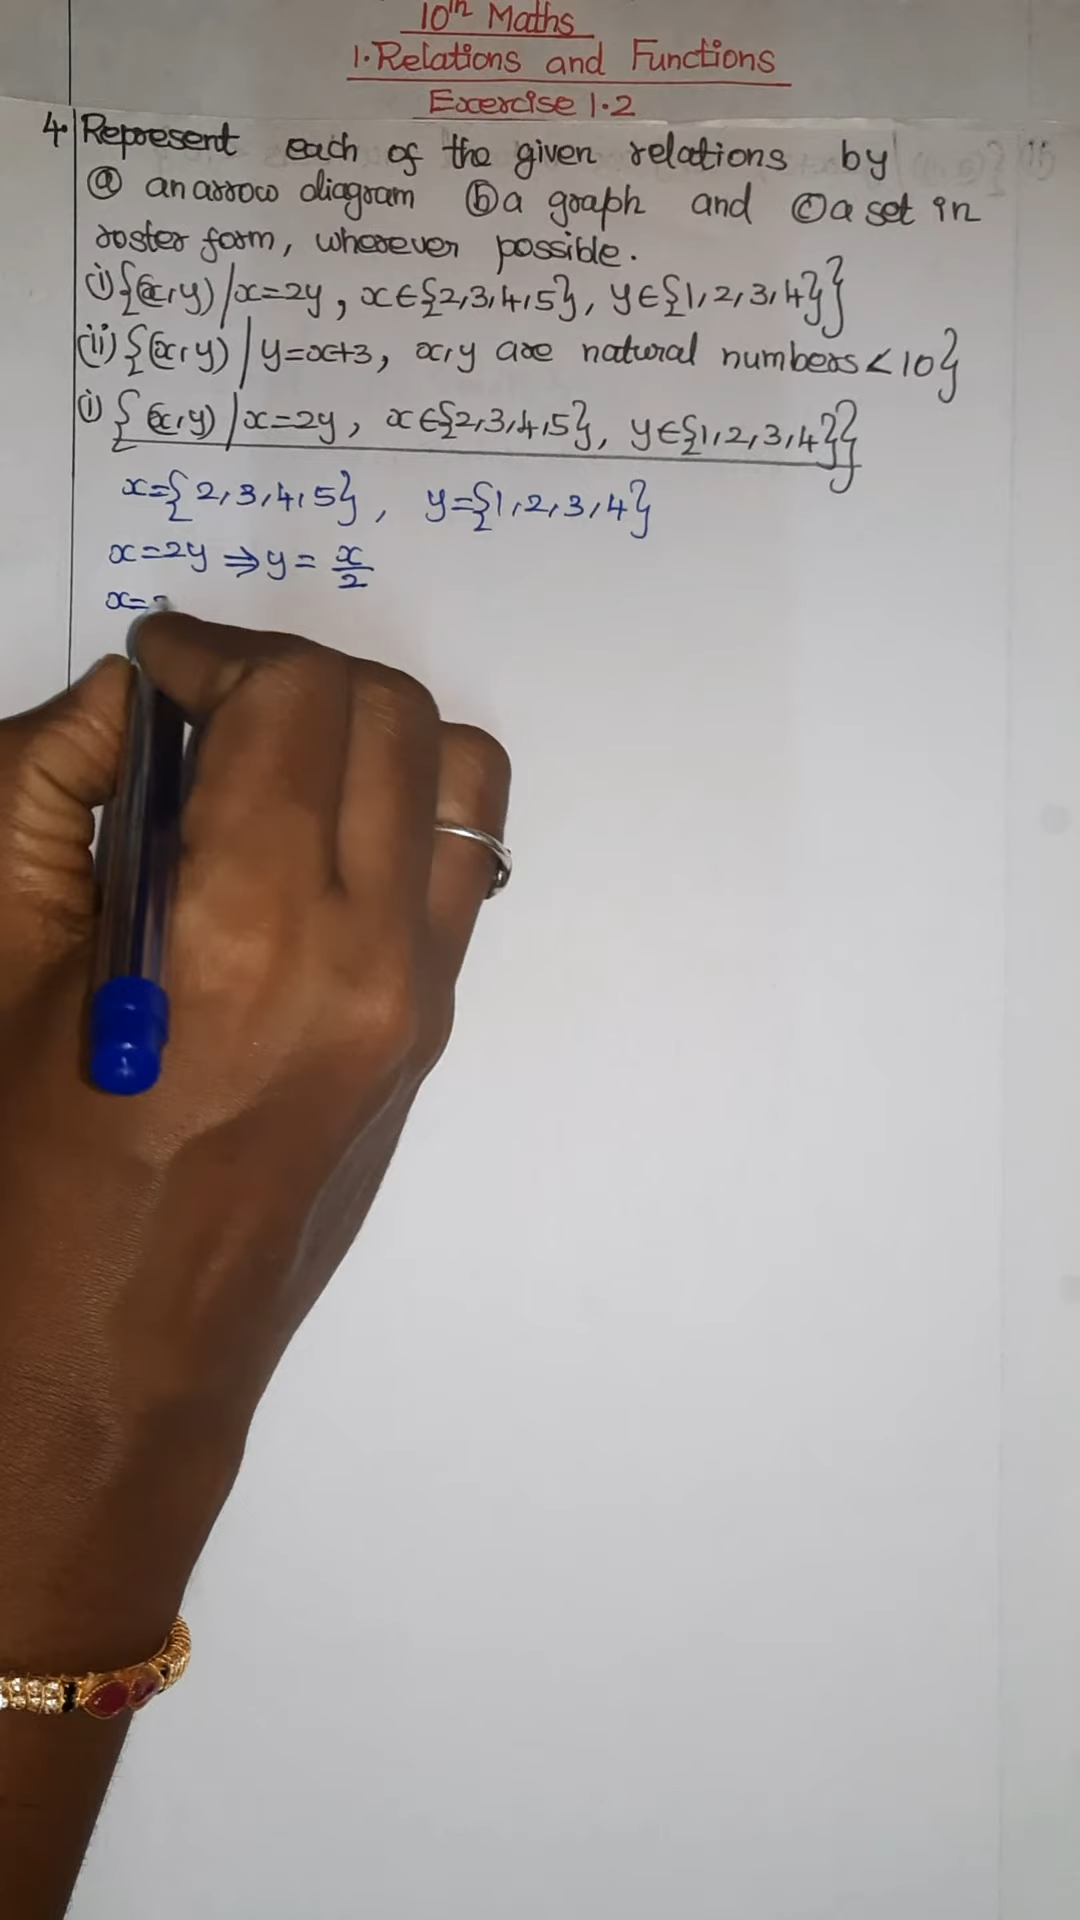 10th Maths
1. Relations and Functions
Exercise 1.2
4. Represent each of the given relations by
ⓐ an arrow diagram ⓑ a graph and ⓒ a set in
roster form, wherever possible.
(i) {(x,y) / x=2y, x∈{2,3,4,5}, y∈{1,2,3,4}}
(ii) {(x,y) / y=x+3, x,y are natural numbers < 10}
(i) {(x,y) / x=2y, x∈{2,3,4,5}, y∈{1,2,3,4}}
x={2,3,4,5}, y={1,2,3,4}
x=2y ⇒ y = x/2
x=